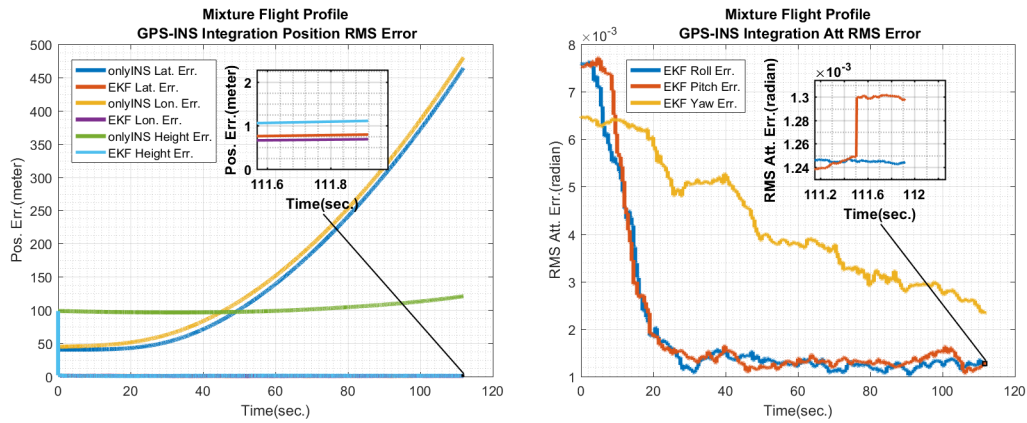 Mixture Flight Profile
GPS-INS Integration Position RMS Error
500
450
400
350
300
250
200
150
100
50
0
Pos. Err.(meter)
onlyINS Lat. Err.
EKF Lat. Err.
onlyINS Lon. Err.
EKF Lon. Err.
onlyINS Height Err.
EKF Height Err.
Pos. Err.(meter)
2
1
0
111.6 111.8
Time(sec.)
0 20 40 60 80 100 120
Time(sec.)
Mixture Flight Profile
GPS-INS Integration Att RMS Error
×10⁻³
8
7
6
5
4
3
2
1
RMS Att. Err.(radian)
EKF Roll Err.
EKF Pitch Err.
EKF Yaw Err.
RMS Att. Err.(radian)
×10⁻³
1.3
1.28
1.26
1.24
111.2 111.6 112
Time(sec.)
0 20 40 60 80 100 120
Time(sec.)